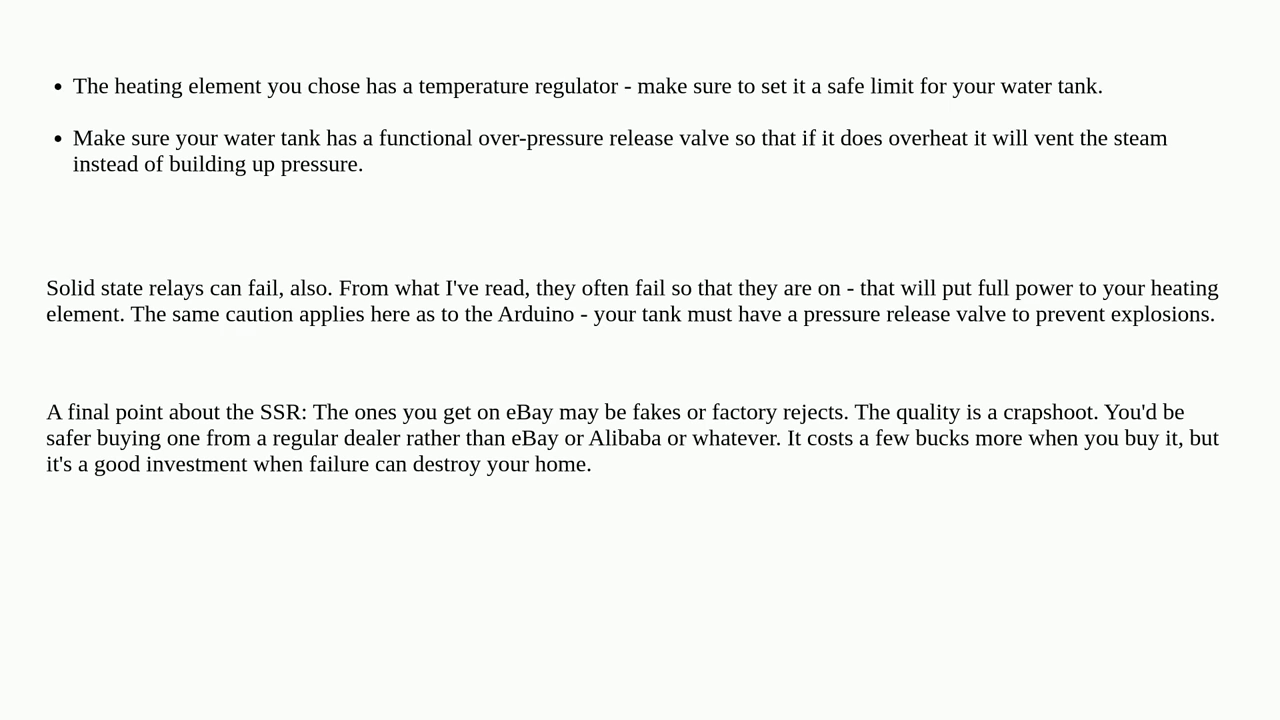 • The heating element you chose has a temperature regulator - make sure to set it a safe limit for your water tank.
• Make sure your water tank has a functional over-pressure release valve so that if it does overheat it will vent the steam
instead of building up pressure.
Solid state relays can fail, also. From what I've read, they often fail so that they are on - that will put full power to your heating
element. The same caution applies here as to the Arduino - your tank must have a pressure release valve to prevent explosions.
A final point about the SSR: The ones you get on eBay may be fakes or factory rejects. The quality is a crapshoot. You'd be
safer buying one from a regular dealer rather than eBay or Alibaba or whatever. It costs a few bucks more when you buy it, but
it's a good investment when failure can destroy your home.